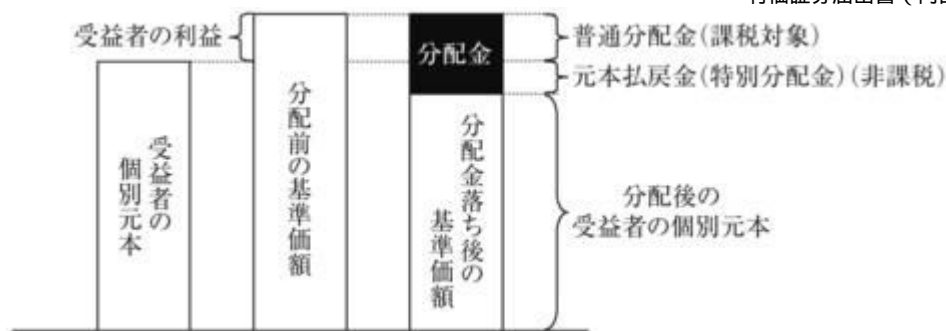 受益者の利益
分配金
普通分配金(課税対象)
元本払戻金(特別分配金)(非課税)
受益者の
個別元本
分配前の基準価額
分配金落ち後の
基準価額
分配後の
受益者の個別元本